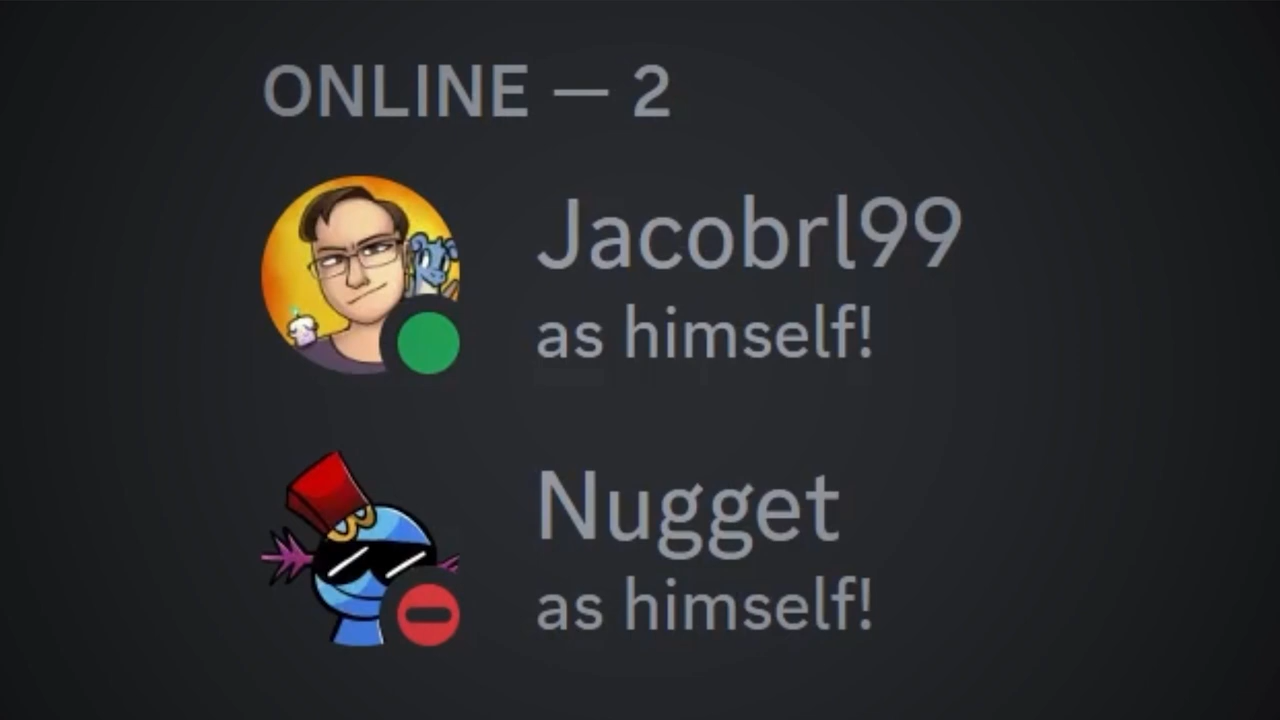 ONLINE — 2
Jacobrl99
as himself!
Nugget
as himself!